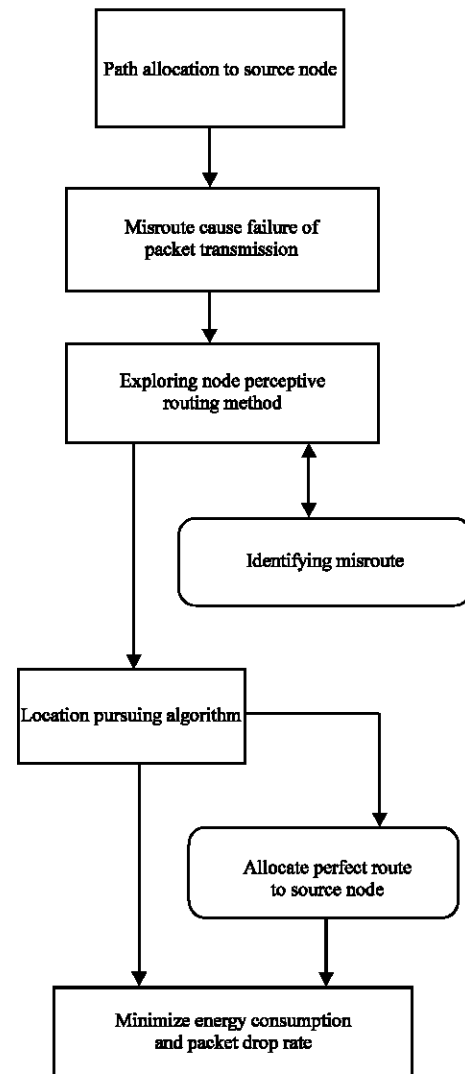 Path allocation to source node
Misroute cause failure of
packet transmission
Exploring node perceptive
routing method
Identifying misroute
Location pursuing algorithm
Allocate perfect route
to source node
Minimize energy consumption
and packet drop rate